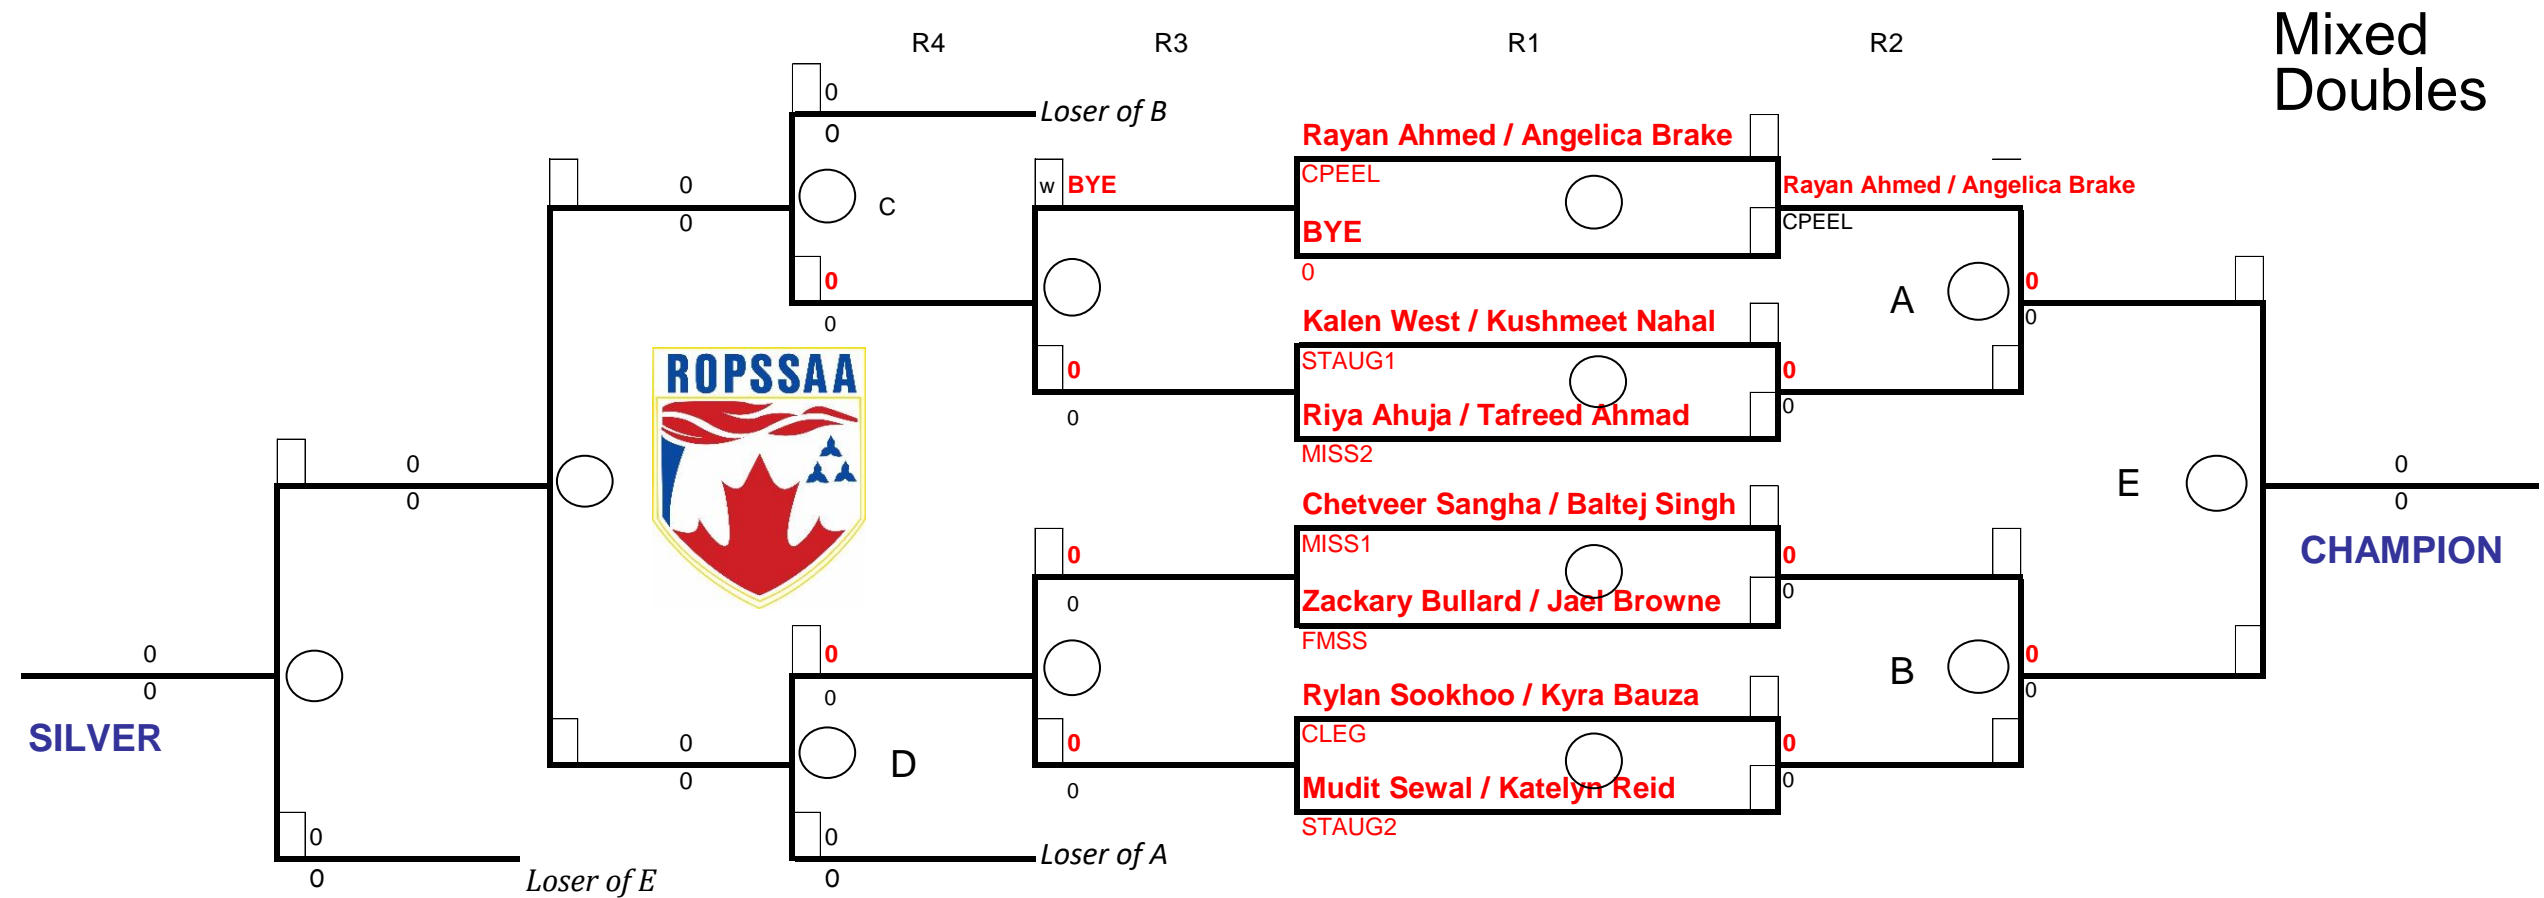 Mixed
Doubles
R4 R3 R1 R2
0
Loser of B
0
Rayan Ahmed / Angelica Brake
CPEEL
w BYE
0
0
C
Rayan Ahmed / Angelica Brake
CPEEL
BYE
0
0
0
A
0
0
Kalen West / Kushmeet Nahal
STAUG1
ROPSSAA
0
0
0
0
Riya Ahuja / Tafreed Ahmad
MISS2
0
0
E
0
0
Chetveer Sangha / Baltej Singh
MISS1
CHAMPION
0
0
0
0
Zackary Bullard / Jael Browne
FMSS
0
0
0
0
B
0
0
Rylan Sookhoo / Kyra Bauza
CLEG
SILVER
0
0
D
0
0
0
0
Mudit Sewal / Katelyn Reid
STAUG2
0
0
0
Loser of A
0
0
Loser of E